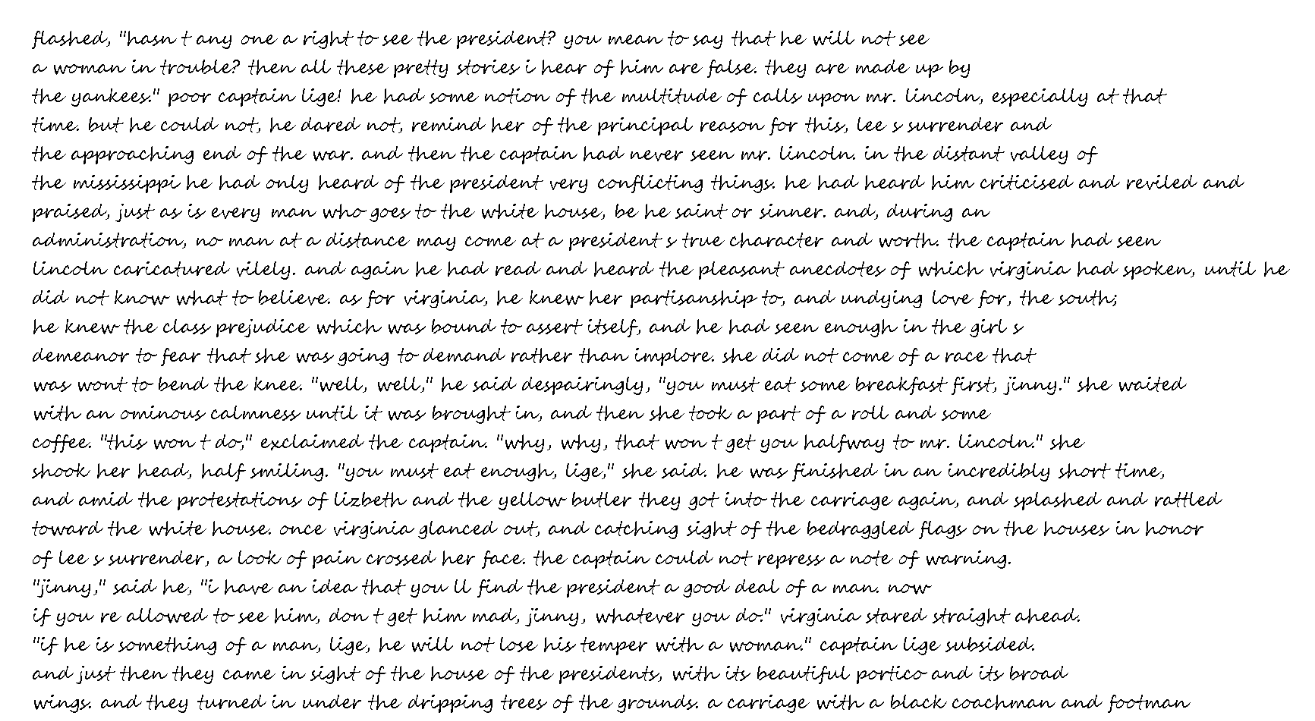 flashed, "hasn t any one a right to see the president? you mean to say that he will not see
a woman in trouble? then all these pretty stories i hear of him are false. they are made up by
the yankees." poor captain lige! he had some notion of the multitude of calls upon mr. lincoln, especially at that
time. but he could not, he dared not, remind her of the principal reason for this, lee s surrender and
the approaching end of the war. and then the captain had never seen mr. lincoln. in the distant valley of
the mississippi he had only heard of the president very conflicting things. he had heard him criticised and reviled and
praised, just as is every man who goes to the white house, be he saint or sinner. and, during an
administration, no man at a distance may come at a president s true character and worth. the captain had seen
lincoln caricatured vilely. and again he had read and heard the pleasant anecdotes of which virginia had spoken, until he
did not know what to believe. as for virginia, he knew her partisanship to, and undying love for, the south;
he knew the class prejudice which was bound to assert itself, and he had seen enough in the girl s
demeanor to fear that she was going to demand rather than implore. she did not come of a race that
was wont to bend the knee. "well, well," he said despairingly, "you must eat some breakfast first, jinny." she waited
with an ominous calmness until it was brought in, and then she took a part of a roll and some
coffee. "this won t do," exclaimed the captain. "why, why, that won t get you halfway to mr. lincoln." she
shook her head, half smiling. "you must eat enough, lige," she said. he was finished in an incredibly short time,
and amid the protestations of lizbeth and the yellow butler they got into the carriage again, and splashed and rattled
toward the white house. once virginia glanced out, and catching sight of the bedraggled flags on the houses in honor
of lee s surrender, a look of pain crossed her face. the captain could not repress a note of warning.
"jinny," said he, "i have an idea that you ll find the president a good deal of a man. now
if you re allowed to see him, don t get him mad, jinny, whatever you do." virginia stared straight ahead.
"if he is something of a man, lige, he will not lose his temper with a woman." captain lige subsided.
and just then they came in sight of the house of the presidents, with its beautiful portico and its broad
wings. and they turned in under the dripping trees of the grounds. a carriage with a black coachman and footman